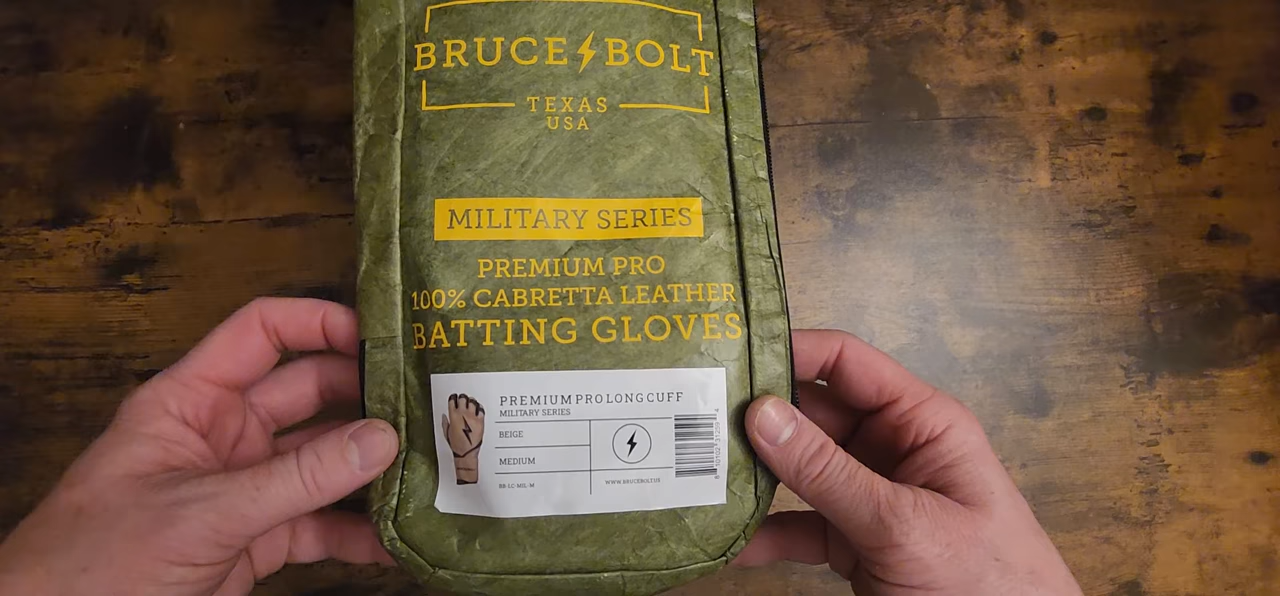 BRUCE BOLT
TEXAS
USA
MILITARY SERIES
PREMIUM PRO
100% CABRETTA LEATHER
BATTING GLOVES
PREMIUM PRO LONG CUFF
MILITARY SERIES
BEIGE
MEDIUM
BB-LC-MIL-M
WWW.BRUCEBOLT.US